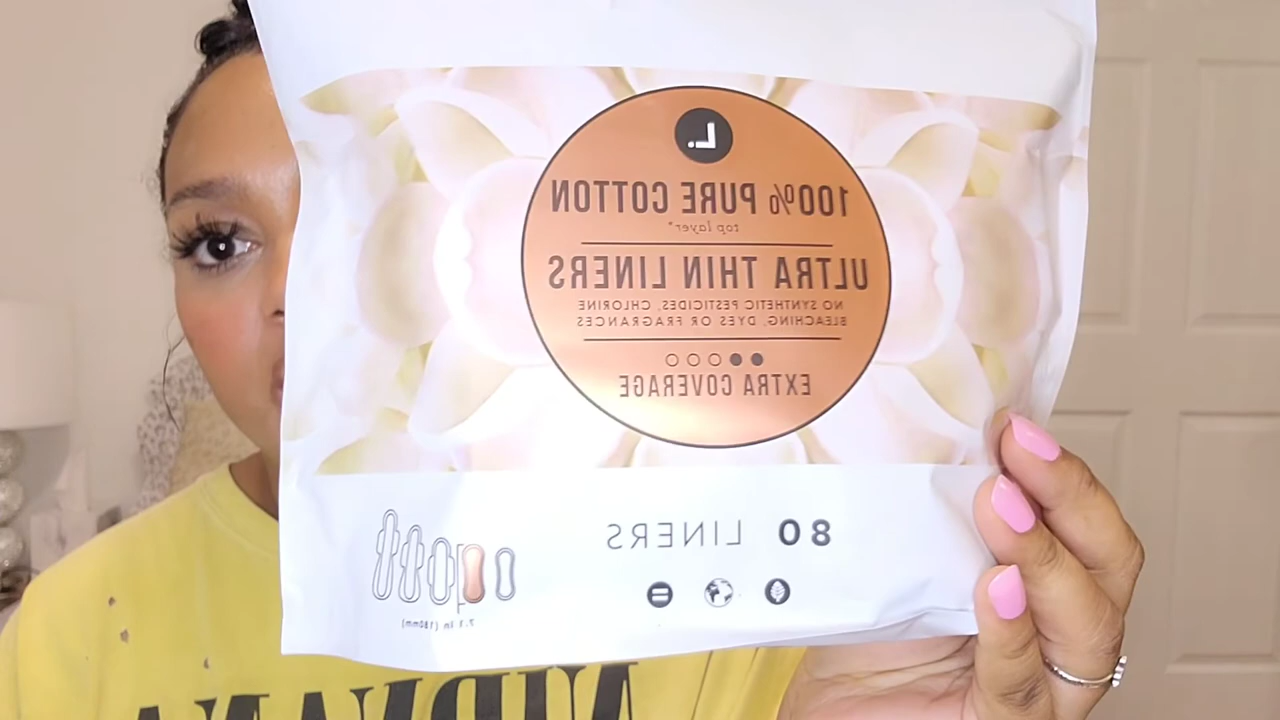 L.
100% PURE COTTON
top layer*
ULTRA THIN LINERS
NO SYNTHETIC PESTICIDES, CHLORINE
BLEACHING, DYES OR FRAGRANCES
EXTRA COVERAGE
80 LINERS
7.1 in (180mm)
NIRVANA